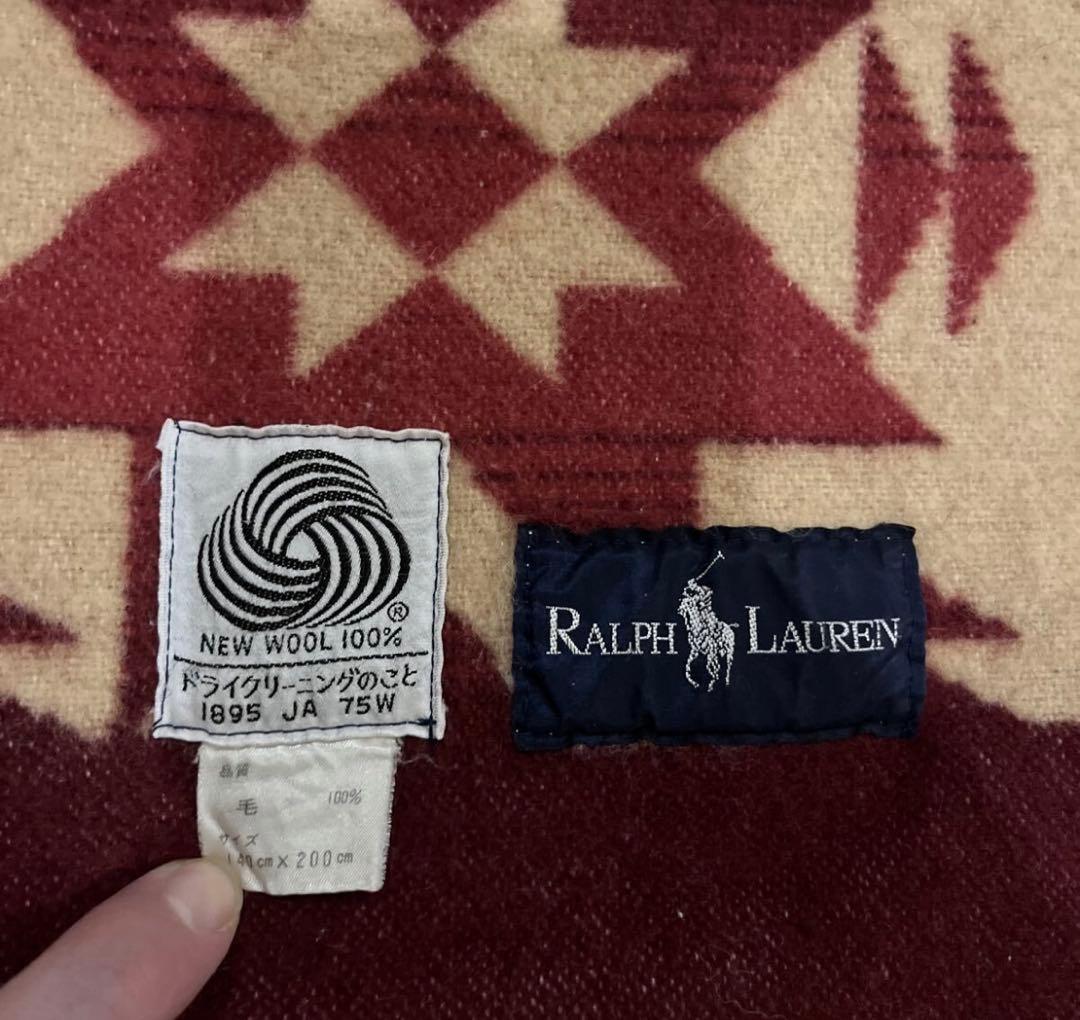 ®
NEW WOOL 100%
ドライクリーニングのこと
1895 JA 75W
品質
毛 100%
サイズ
140cm×200cm
RALPH LAUREN